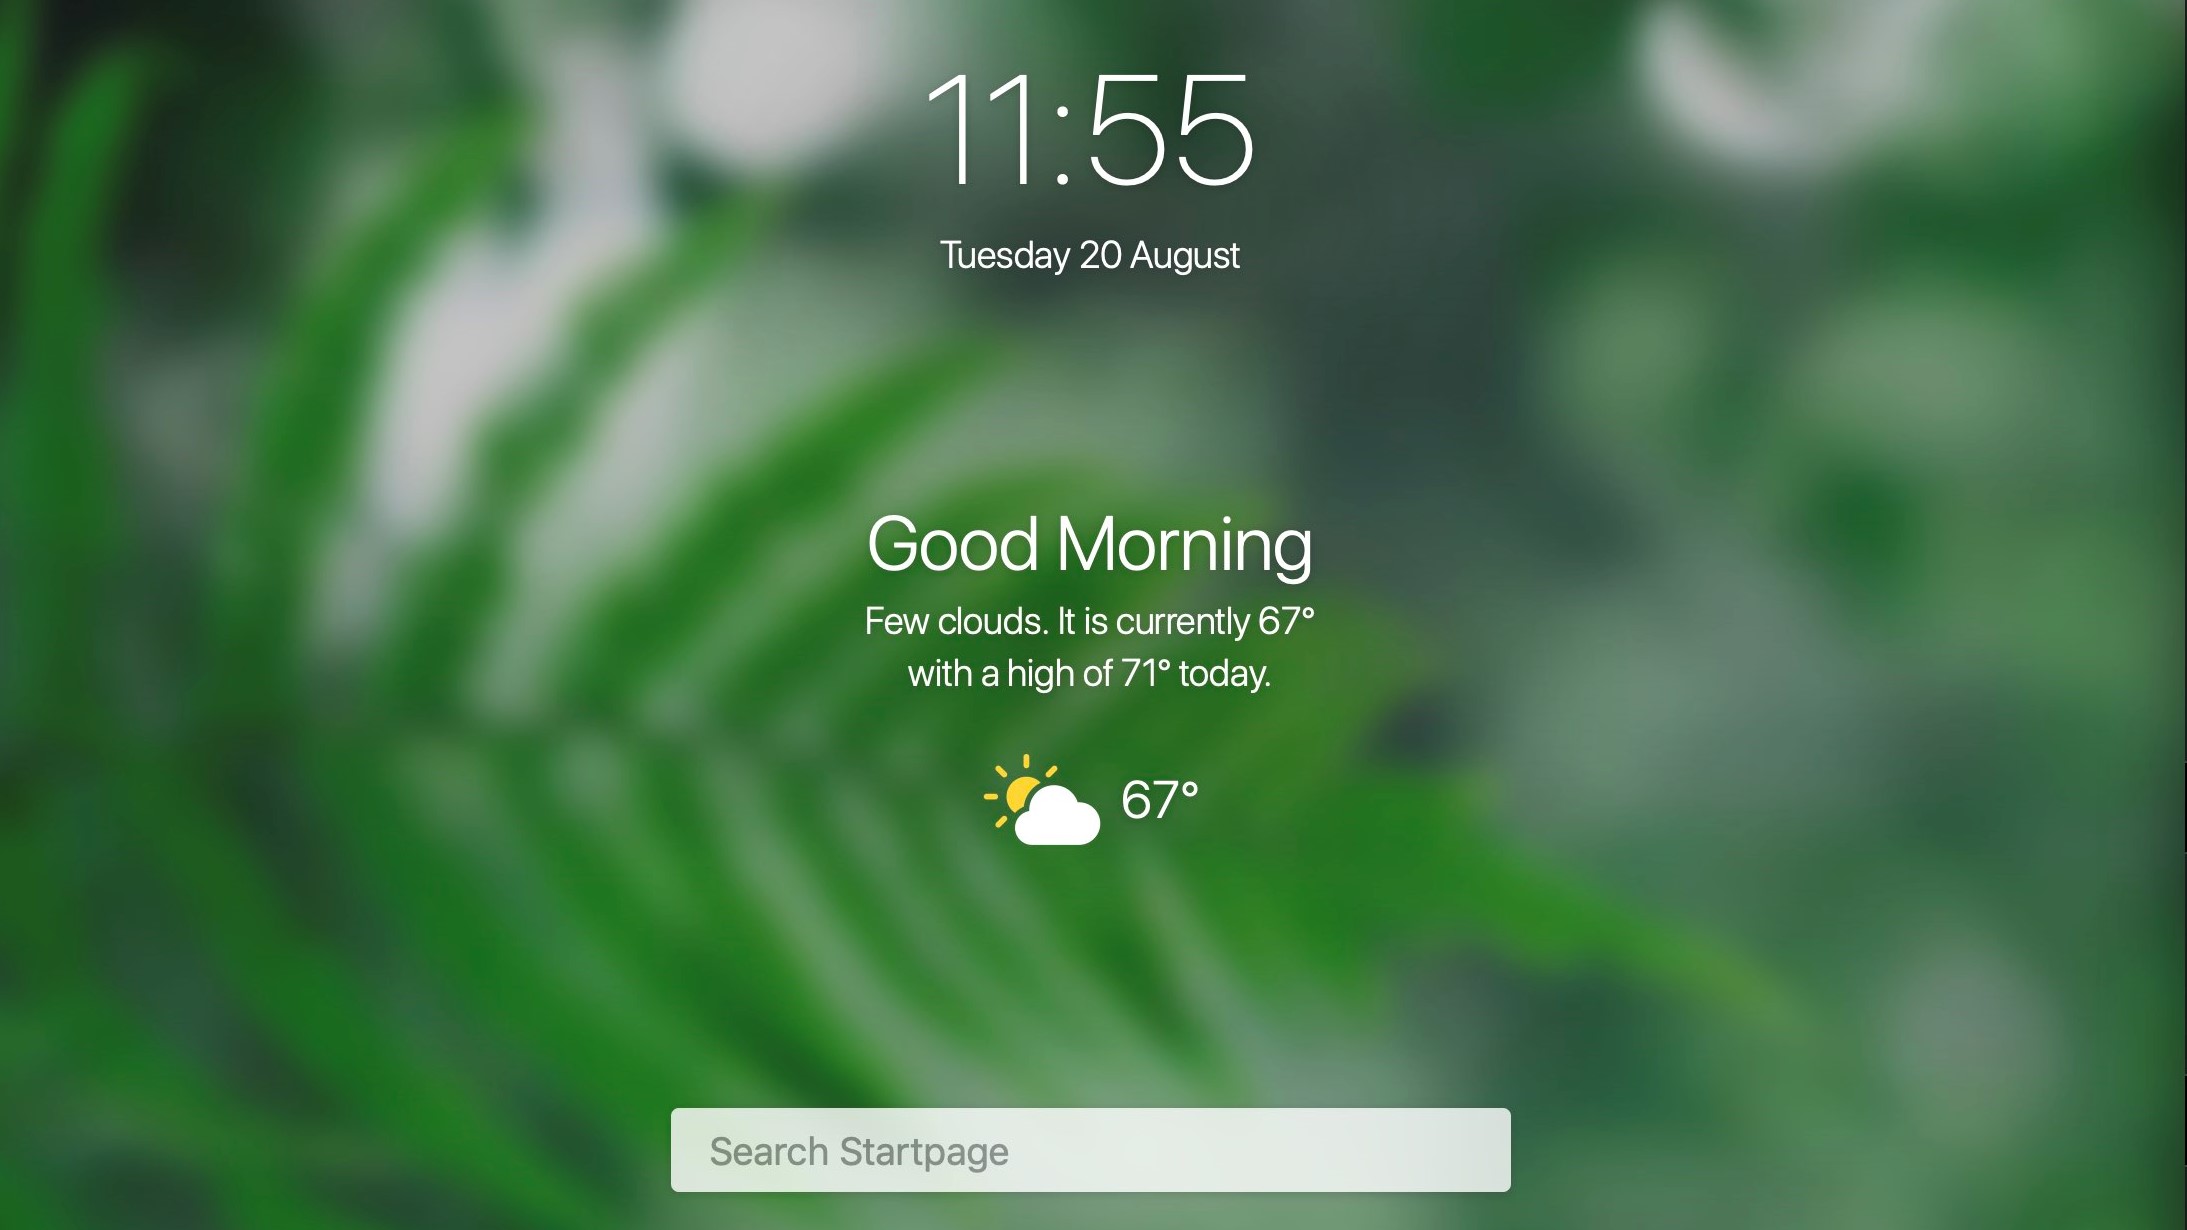 11:55
Tuesday 20 August
Good Morning
Few clouds. It is currently 67°
with a high of 71° today.
67°
Search Startpage